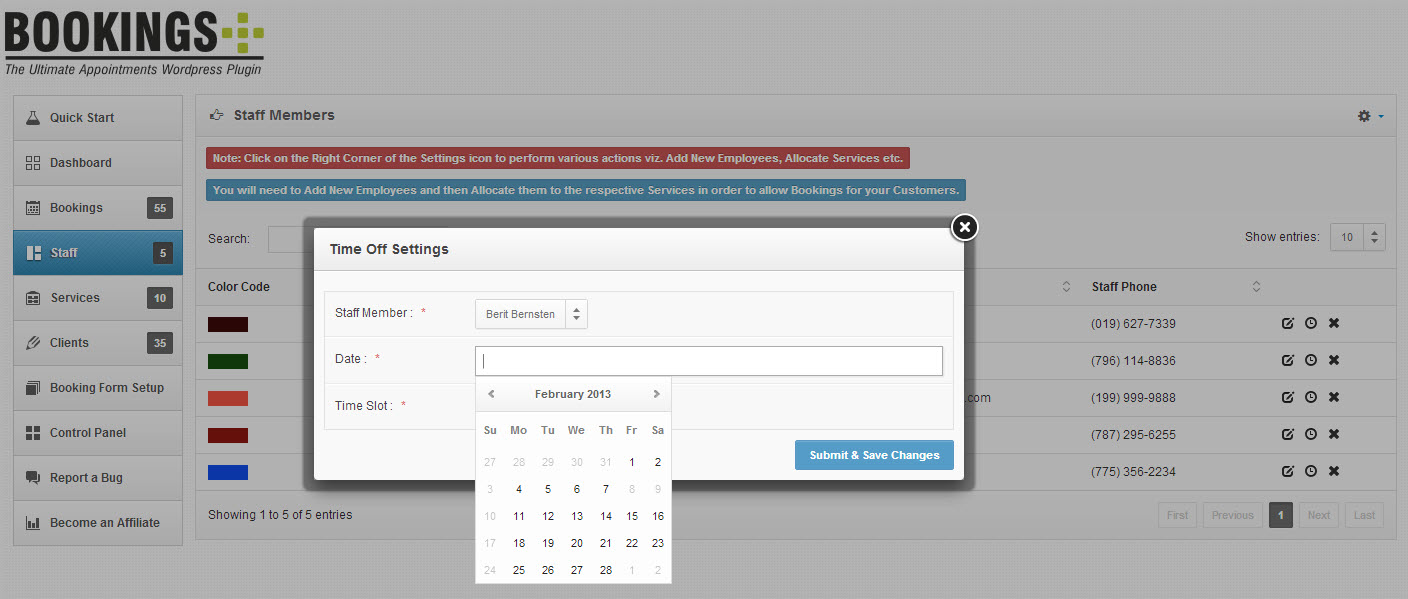 BOOKINGS
The Ultimate Appointments Wordpress Plugin
Quick Start
Dashboard
Bookings 55
Staff 5
Services 10
Clients 35
Booking Form Setup
Control Panel
Report a Bug
Become an Affiliate
Staff Members
Note: Click on the Right Corner of the Settings icon to perform various actions viz. Add New Employees, Allocate Services etc.
You will need to Add New Employees and then Allocate them to the respective Services in order to allow Bookings for your Customers.
Search: Show entries: 10
Color Code Staff Phone
(019) 627-7339
(796) 114-8836
.com (199) 999-9888
(787) 295-6255
(775) 356-2234
Showing 1 to 5 of 5 entries
First Previous 1 Next Last
Time Off Settings
Staff Member : * Berit Bernsten
Date : *
Time Slot : *
Submit & Save Changes
February 2013
Su Mo Tu We Th Fr Sa
27 28 29 30 31 1 2
3 4 5 6 7 8 9
10 11 12 13 14 15 16
17 18 19 20 21 22 23
24 25 26 27 28 1 2